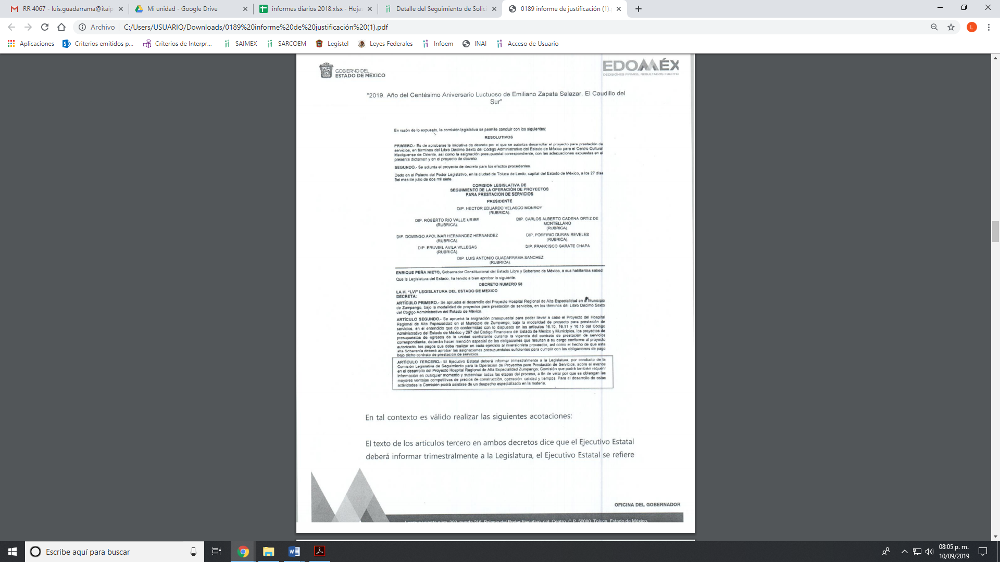 RR 4067 - luis.guadarrama@itaip
Mi unidad - Google Drive
informes diarios 2018.xlsx - Hojas
Detalle del Seguimiento de Solici
0189 informe de justificación (1).
Archivo
C:/Users/USUARIO/Downloads/0189%20informe%20de%20justificación%20(1).pdf
L
Aplicaciones
Criterios emitidos p...
Criterios de Interpr...
SAIMEX
SARCOEM
Legistel
Leyes Federales
Infoem
INAI
Acceso de Usuario
GOBIERNO DEL
ESTADO DE MÉXICO
EDOMÉX
DECISIONES FIRMES, RESULTADOS FUERTES
"2019. Año del Centésimo Aniversario Luctuoso de Emiliano Zapata Salazar. El Caudillo del
Sur"
En razón de lo expuesto, la comisión legislativa se permite concluir con los siguientes:
RESOLUTIVOS
PRIMERO.- Es de aprobarse la iniciativa de decreto por el que se autoriza desarrollar el proyecto para prestación de
servicios, en términos del Libro Décimo Sexto del Código Administrativo del Estado de México para el Centro Cultural
Mexiquense de Oriente, así como la asignación presupuestal correspondiente, con las adecuaciones expuestas en el
presente dictamen y en el proyecto de decreto.
SEGUNDO.- Se adjunta el proyecto de decreto para los efectos procedentes.
Dado en el Palacio del Poder Legislativo, en la ciudad de Toluca de Lerdo, capital del Estado de México, a los 27 días
del mes de julio de dos mil siete.
COMISION LEGISLATIVA DE
SEGUIMIENTO DE LA OPERACIÓN DE PROYECTOS
PARA PRESTACION DE SERVICIOS
PRESIDENTE
DIP. HECTOR EDUARDO VELASCO MONROY
(RUBRICA).
DIP. ROBERTO RIO VALLE URIBE
(RUBRICA).
DIP. CARLOS ALBERTO CADENA ORTIZ DE
MONTELLANO
(RUBRICA).
DIP. DOMINGO APOLINAR HERNANDEZ HERNANDEZ
(RUBRICA).
DIP. PORFIRIO DURAN REVELES
(RUBRICA).
DIP. ERUVIEL AVILA VILLEGAS
(RUBRICA).
DIP. FRANCISCO GARATE CHAPA
DIP. LUIS ANTONIO GUADARRAMA SANCHEZ
(RUBRICA).
ENRIQUE PEÑA NIETO, Gobernador Constitucional del Estado Libre y Soberano de México, a sus habitantes sabed:
Que la Legislatura del Estado, ha tenido a bien aprobar lo siguiente:
DECRETO NUMERO 58
LA H. "LVI" LEGISLATURA DEL ESTADO DE MEXICO
DECRETA:
ARTÍCULO PRIMERO.- Se aprueba el desarrollo del Proyecto Hospital Regional de Alta Especialidad en el Municipio
de Zumpango, bajo la modalidad de proyectos para prestación de servicios, en los términos del Libro Décimo Sexto
del Código Administrativo del Estado de México.
ARTÍCULO SEGUNDO.- Se aprueba la asignación presupuestal para poder llevar a cabo el Proyecto del Hospital
Regional de Alta Especialidad en el Municipio de Zumpango, bajo la modalidad de proyecto para prestación de
servicios, en el entendido que de conformidad con lo dispuesto en los artículos 16.10, 16.11 y 16.15 del Código
Administrativo del Estado de México y 297 del Código Financiero del Estado de México y Municipios, los proyectos de
presupuestos de egresos de la unidad contratante durante la vigencia del contrato de prestación de servicios
correspondiente, deberán hacer mención especial de las obligaciones que resulten a su cargo conforme al proyecto
autorizado, los pagos que deba realizar en cada ejercicio al inversionista proveedor, así como el hecho de que esta
alta Soberanía deberá aprobar las asignaciones presupuestales suficientes para cumplir con las obligaciones de pago
bajo dicho contrato de prestación de servicios.
ARTÍCULO TERCERO.- El Ejecutivo Estatal deberá informar trimestralmente a la Legislatura, por conducto de la
Comisión Legislativa de Seguimiento para la Operación de Proyectos para Prestación de Servicios, sobre el avance
en el desarrollo del Proyecto Hospital Regional de Alta Especialidad Zumpango; Comisión que podrá también requerir
información en cualquier momento y supervisar todas las etapas del proceso, a fin de velar por que se obtengan las
mayores ventajas competitivas de precios de construcción, operación, calidad y tiempos. Para el desarrollo de estas
actividades la Comisión podrá asistirse de un despacho especializado en la materia.
En tal contexto es válido realizar las siguientes acotaciones:
El texto de los artículos tercero en ambos decretos dice que el Ejecutivo Estatal
deberá informar trimestralmente a la Legislatura, el Ejecutivo Estatal se refiere
OFICINA DEL GOBERNADOR
Lerdo poniente núm. 300, puerta 216, Palacio del Poder Ejecutivo, col. Centro, C.P. 50000, Toluca, Estado de México.
Escribe aquí para buscar
08:05 p. m.
10/09/2019